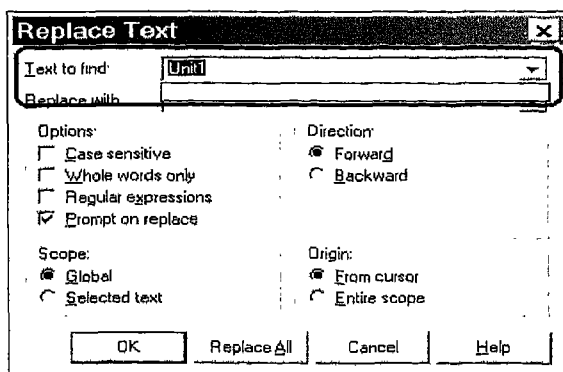 Replace Text
Text to find: Unit1
Replace with
Options:
Case sensitive
Whole words only
Regular expressions
Prompt on replace
Direction:
Forward
Backward
Scope:
Global
Selected text
Origin:
From cursor
Entire scope
OK Replace All Cancel Help